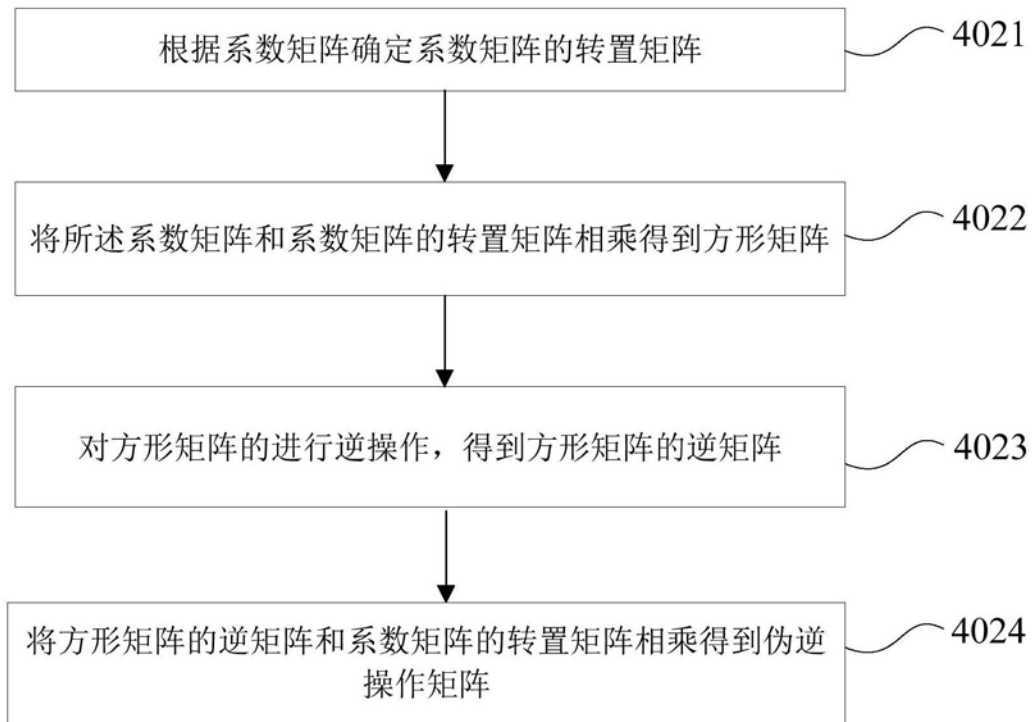 根据系数矩阵确定系数矩阵的转置矩阵
4021
将所述系数矩阵和系数矩阵的转置矩阵相乘得到方形矩阵
4022
对方形矩阵的进行逆操作，得到方形矩阵的逆矩阵
4023
将方形矩阵的逆矩阵和系数矩阵的转置矩阵相乘得到伪逆
操作矩阵
4024